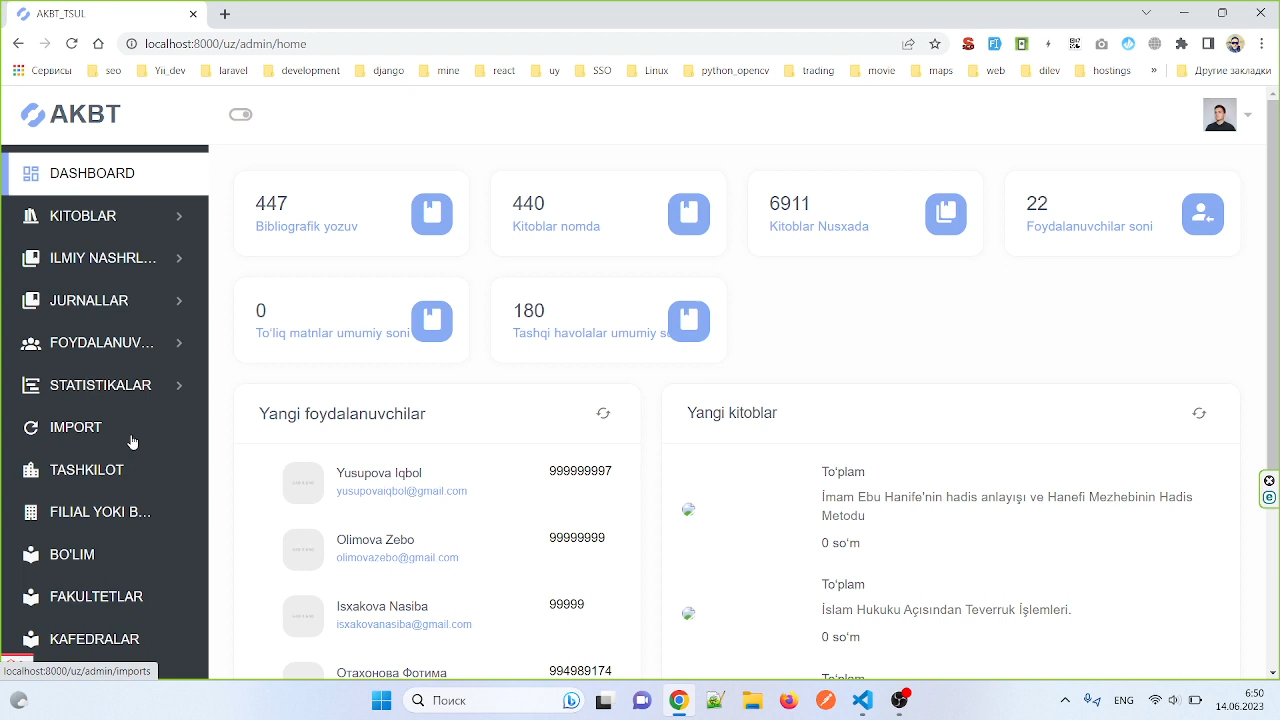 AKBT_TSUL
localhost:8000/uz/admin/home
Сервисы
seo
Yii_dev
laravel
development
django
mine
react
uy
SSO
Linux
python_opencv
trading
movie
maps
web
dilev
hostings
»
Другие закладки
AKBT
DASHBOARD
KITOBLAR
ILMIY NASHRL...
JURNALLAR
FOYDALANUV...
STATISTIKALAR
IMPORT
TASHKILOT
FILIAL YOKI B...
BO'LIM
FAKULTETLAR
KAFEDRALAR
localhost:8000/uz/admin/imports
447
Bibliografik yozuv
440
Kitoblar nomda
6911
Kitoblar Nusxada
22
Foydalanuvchilar soni
0
To'liq matnlar umumiy soni
180
Tashqi havolalar umumiy
Yangi foydalanuvchilar
Yusupova Iqbol
999999997
yusupovaiqbol@gmail.com
Olimova Zebo
99999999
olimovazebo@gmail.com
Isxakova Nasiba
99999
isxakovanasiba@gmail.com
Отахонова Фотима
994989174
Yangi kitoblar
To'plam
İmam Ebu Hanife'nin hadis anlayışı ve Hanefi Mezhebinin Hadis
Metodu
0 so'm
To'plam
İslam Hukuku Açısından Teverruk İşlemleri.
0 so'm
To'plam
Поиск
ENG
6:50
14.06.2023